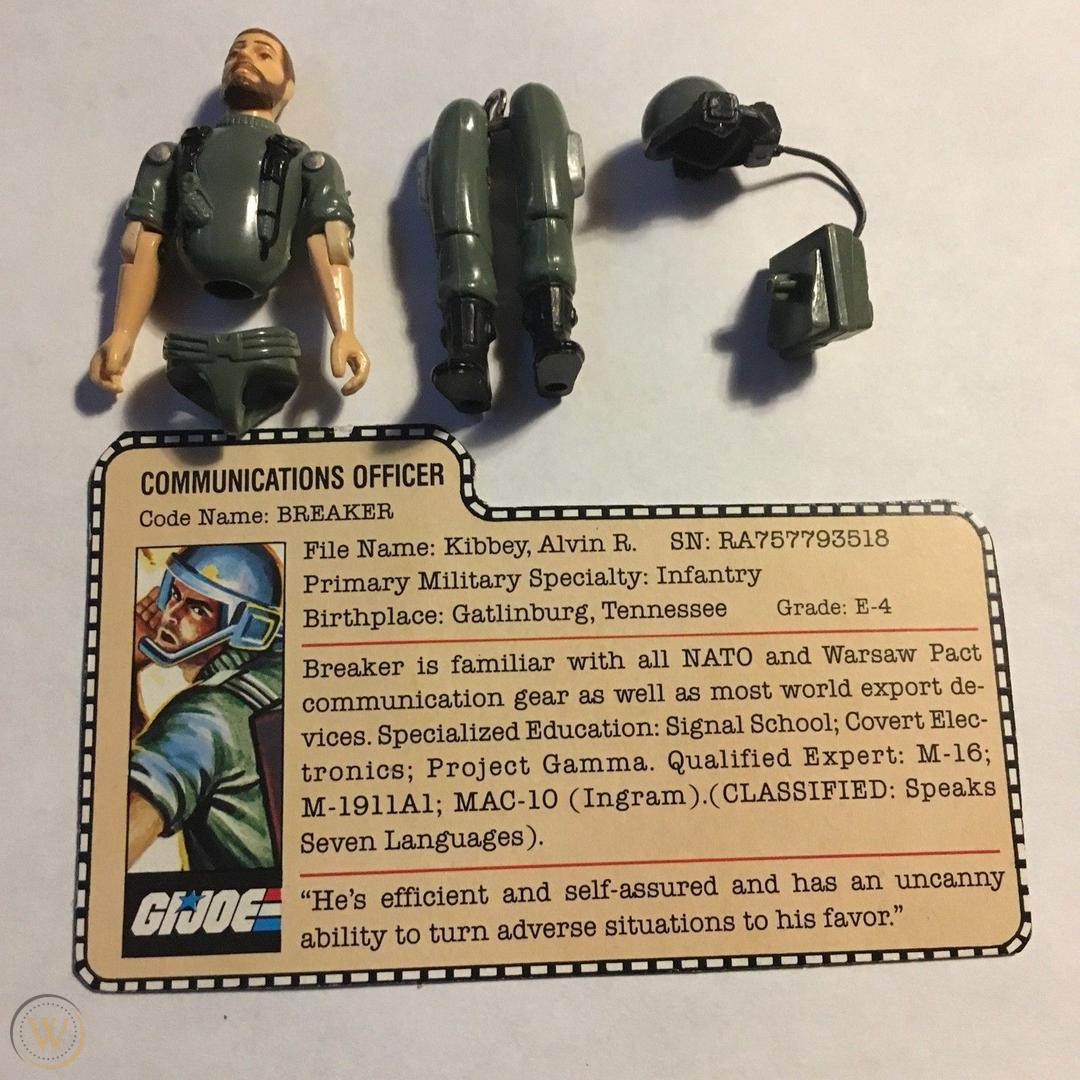 COMMUNICATIONS OFFICER
Code Name: BREAKER
File Name: Kibbey, Alvin R. SN: RA757793518
Primary Military Specialty: Infantry
Birthplace: Gatlinburg, Tennessee Grade: E-4
Breaker is familiar with all NATO and Warsaw Pact
communication gear as well as most world export de-
vices. Specialized Education: Signal School; Covert Elec-
tronics; Project Gamma. Qualified Expert: M-16;
M-1911A1; MAC-10 (Ingram).(CLASSIFIED: Speaks
Seven Languages).
GIJOE
"He's efficient and self-assured and has an uncanny
ability to turn adverse situations to his favor."
W